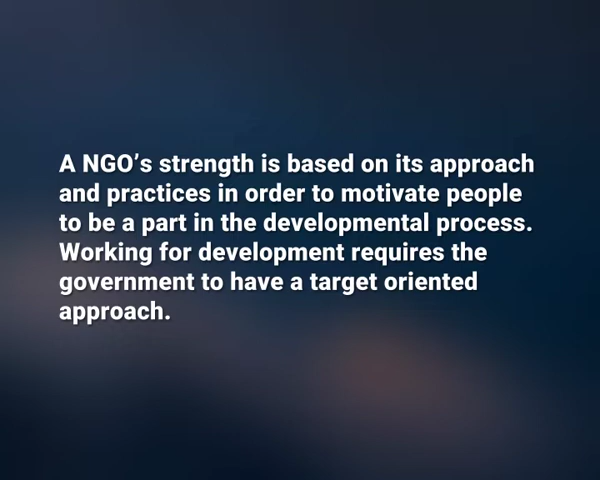 A NGO’s strength is based on its approach
and practices in order to motivate people
to be a part in the developmental process.
Working for development requires the
government to have a target oriented
approach.